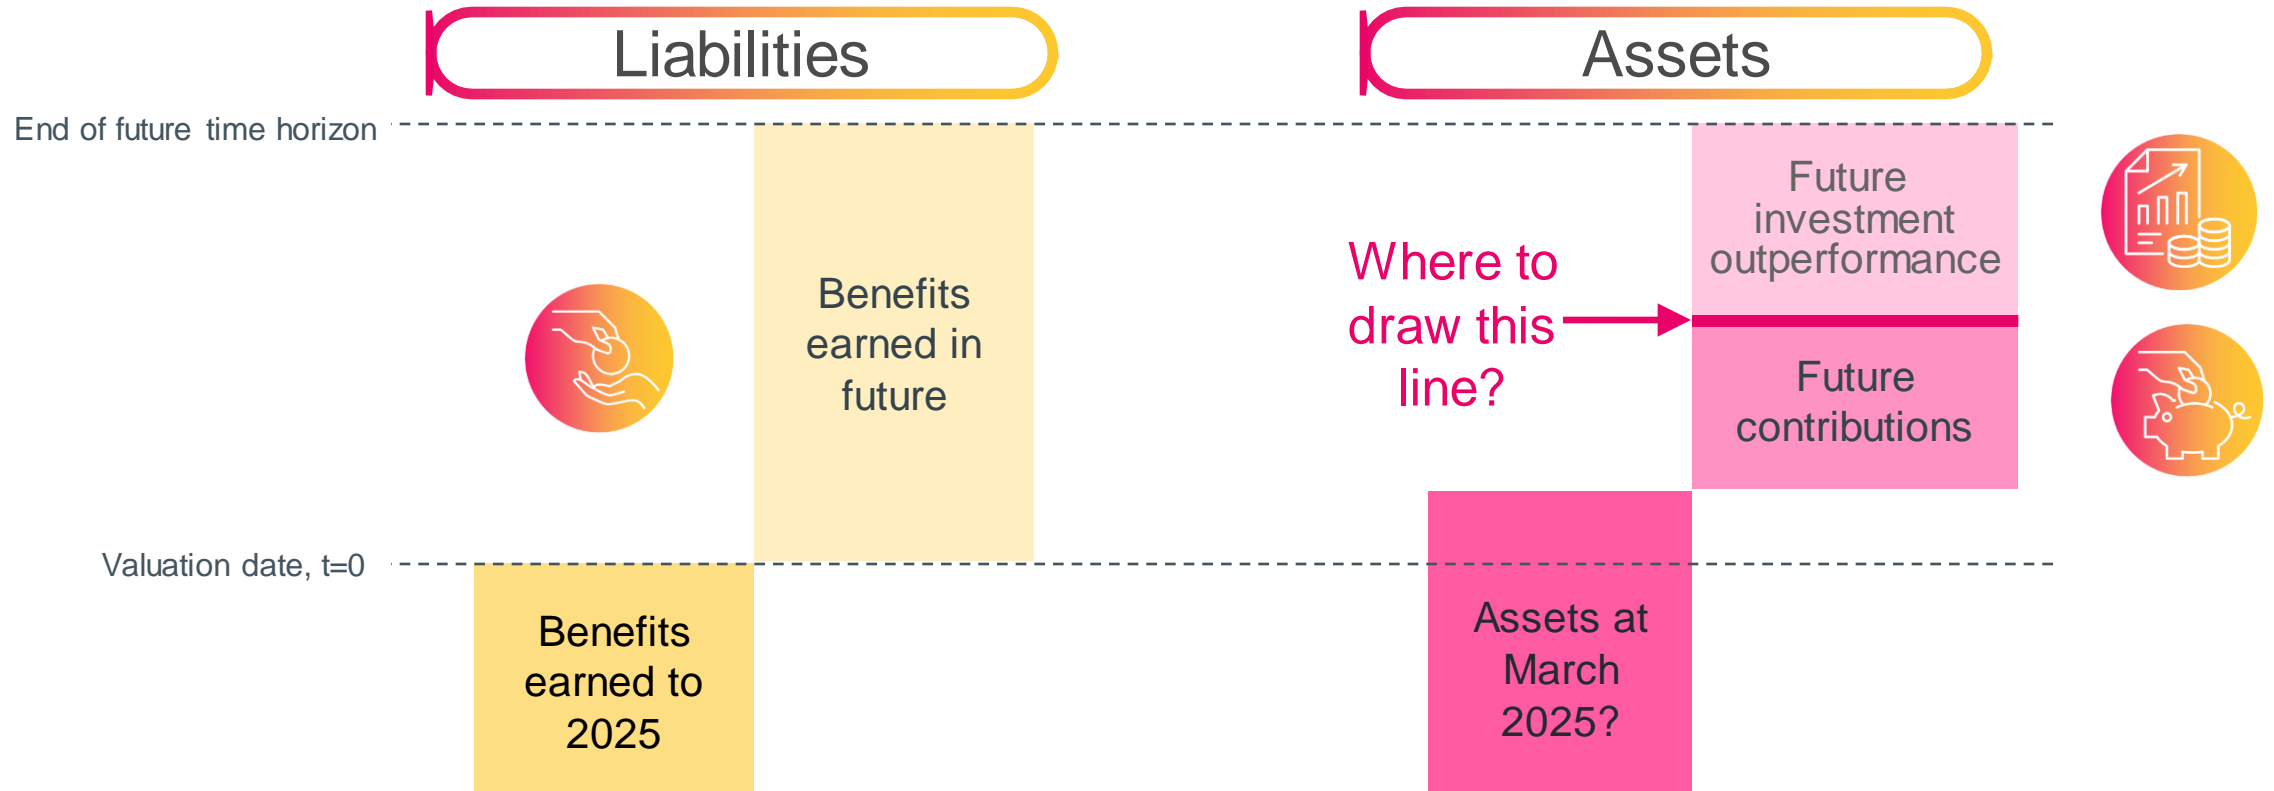 Liabilities
Assets
End of future time horizon
Future
investment
outperformance
Where to
draw this
line?
Benefits
earned in
future
Future
contributions
Valuation date, t=0
Benefits
earned to
2025
Assets at
March
2025?